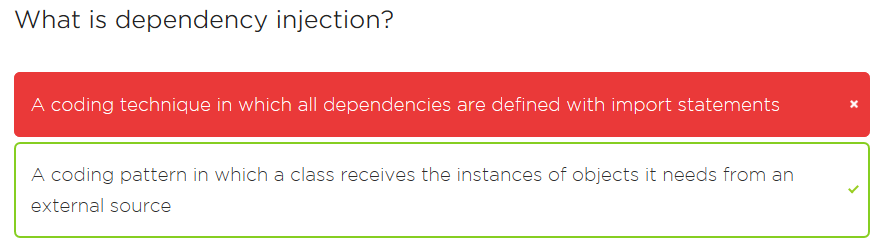 What is dependency injection?
A coding technique in which all dependencies are defined with import statements
A coding pattern in which a class receives the instances of objects it needs from an
external source